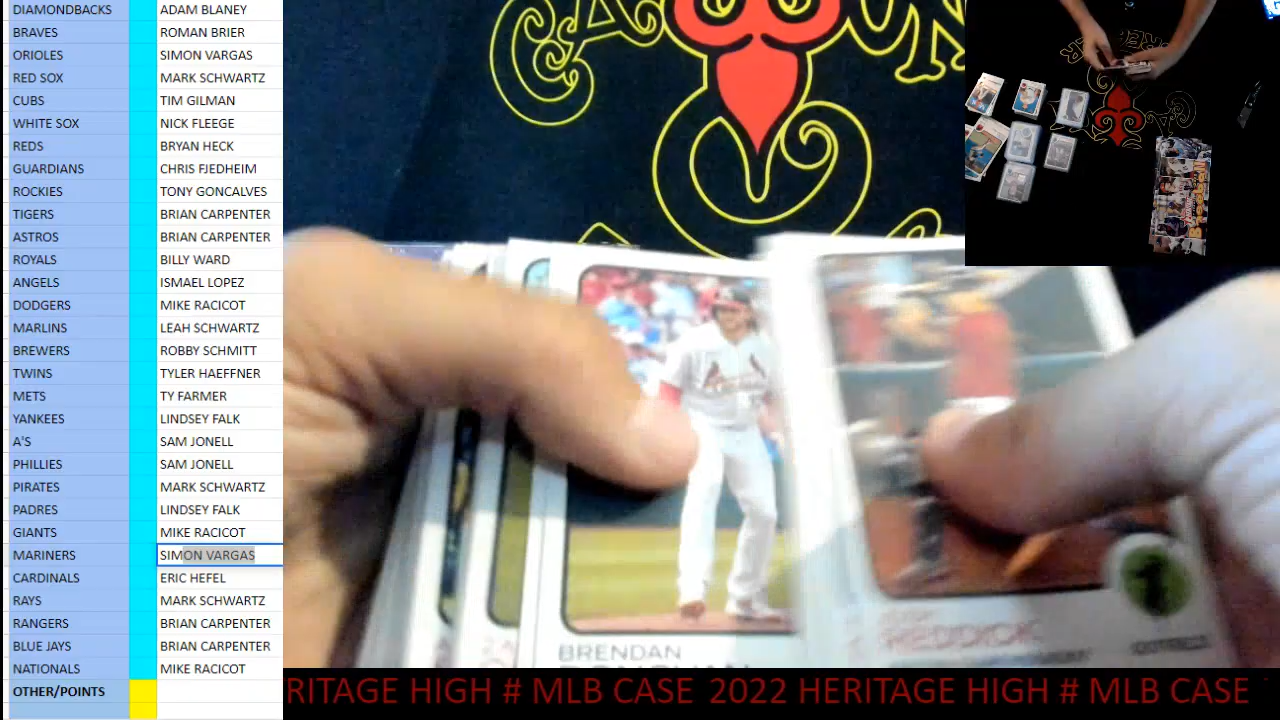 DIAMONDBACKS ADAM BLANEY
BRAVES ROMAN BRIER
ORIOLES SIMON VARGAS
RED SOX MARK SCHWARTZ
CUBS TIM GILMAN
WHITE SOX NICK FLEEGE
REDS BRYAN HECK
GUARDIANS CHRIS FJEDHEIM
ROCKIES TONY GONCALVES
TIGERS BRIAN CARPENTER
ASTROS BRIAN CARPENTER
ROYALS BILLY WARD
ANGELS ISMAEL LOPEZ
DODGERS MIKE RACICOT
MARLINS LEAH SCHWARTZ
BREWERS ROBBY SCHMITT
TWINS TYLER HAEFFNER
METS TY FARMER
YANKEES LINDSEY FALK
A'S SAM JONELL
PHILLIES SAM JONELL
PIRATES MARK SCHWARTZ
PADRES LINDSEY FALK
GIANTS MIKE RACICOT
MARINERS SIMON VARGAS
CARDINALS ERIC HEFEL
RAYS MARK SCHWARTZ
RANGERS BRIAN CARPENTER
BLUE JAYS BRIAN CARPENTER
NATIONALS MIKE RACICOT
OTHER/POINTS
BRENDAN
REDDICK
OUTFIELD
RITAGE HIGH # MLB CASE 2022 HERITAGE HIGH # MLB CASE